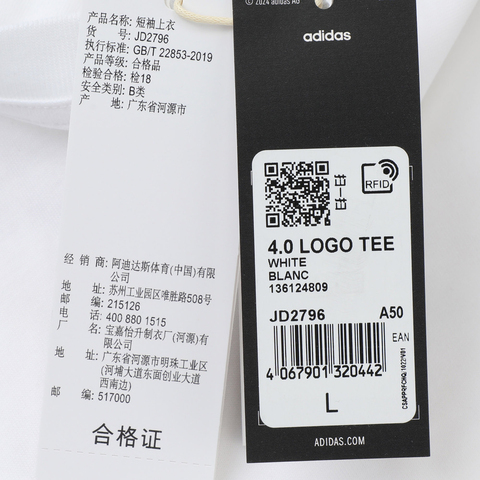 产品名称: 短袖上衣
货 号: JD2796
执行标准: GB/T 22853-2019
产品等级: 合格品
检验合格: 检18
安全类别: B类
产 地: 广东省河源市
经 销 商: 阿迪达斯体育(中国)有限
公司
地 址: 苏州工业园区唯胜路508号
邮 编: 215126
电 话: 400 880 1515
厂 名: 宝嘉怡升制衣厂(河源)有
限公司
地 址: 广东省河源市明珠工业区
(河埔大道东面创业大道
西南边)
邮 编: 517000
合格证
© 2024 adidas AG
adidas
RFID
4.0 LOGO TEE
WHITE
BLANC
136124809
JD2796 A50
EAN
4 067901 320442
L
ADIDAS.COM